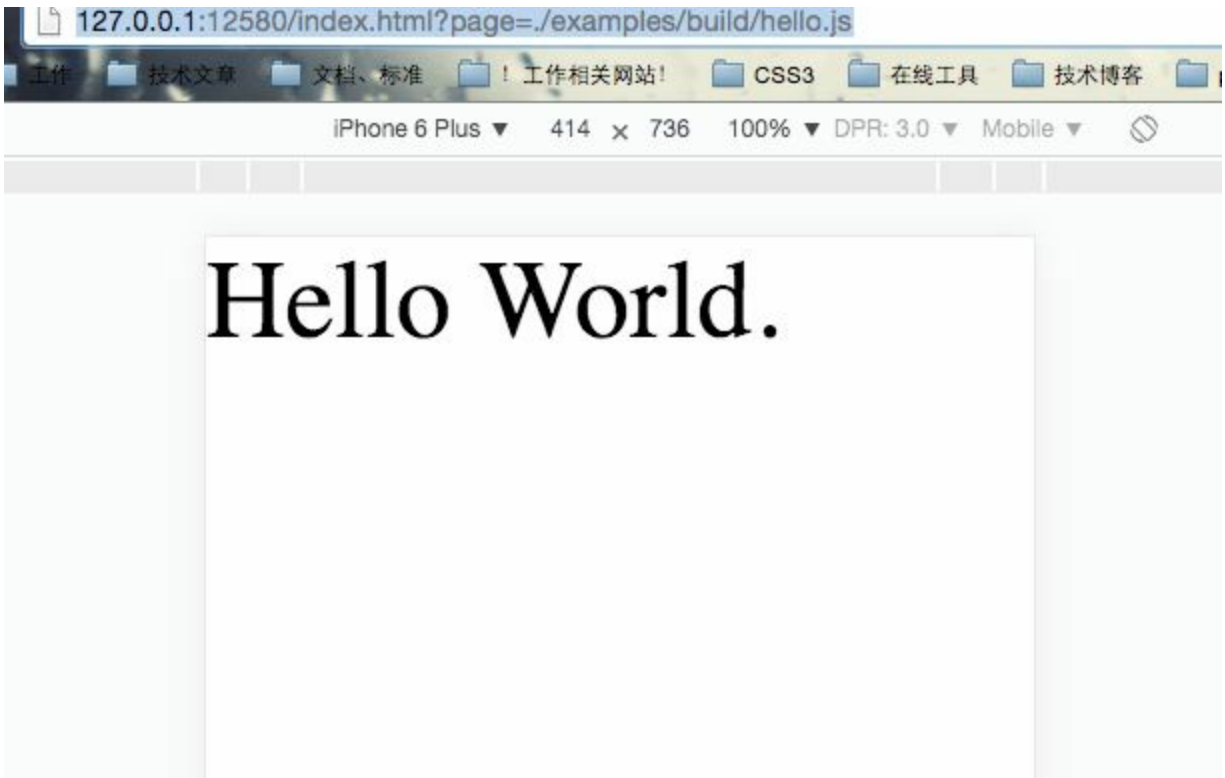 127.0.0.1:12580/index.html?page=./examples/build/hello.js
工作 技术文章 文档、标准 ！工作相关网站！ CSS3 在线工具 技术博客
iPhone 6 Plus ▼ 414 × 736 100% ▼ DPR: 3.0 ▼ Mobile ▼
Hello World.